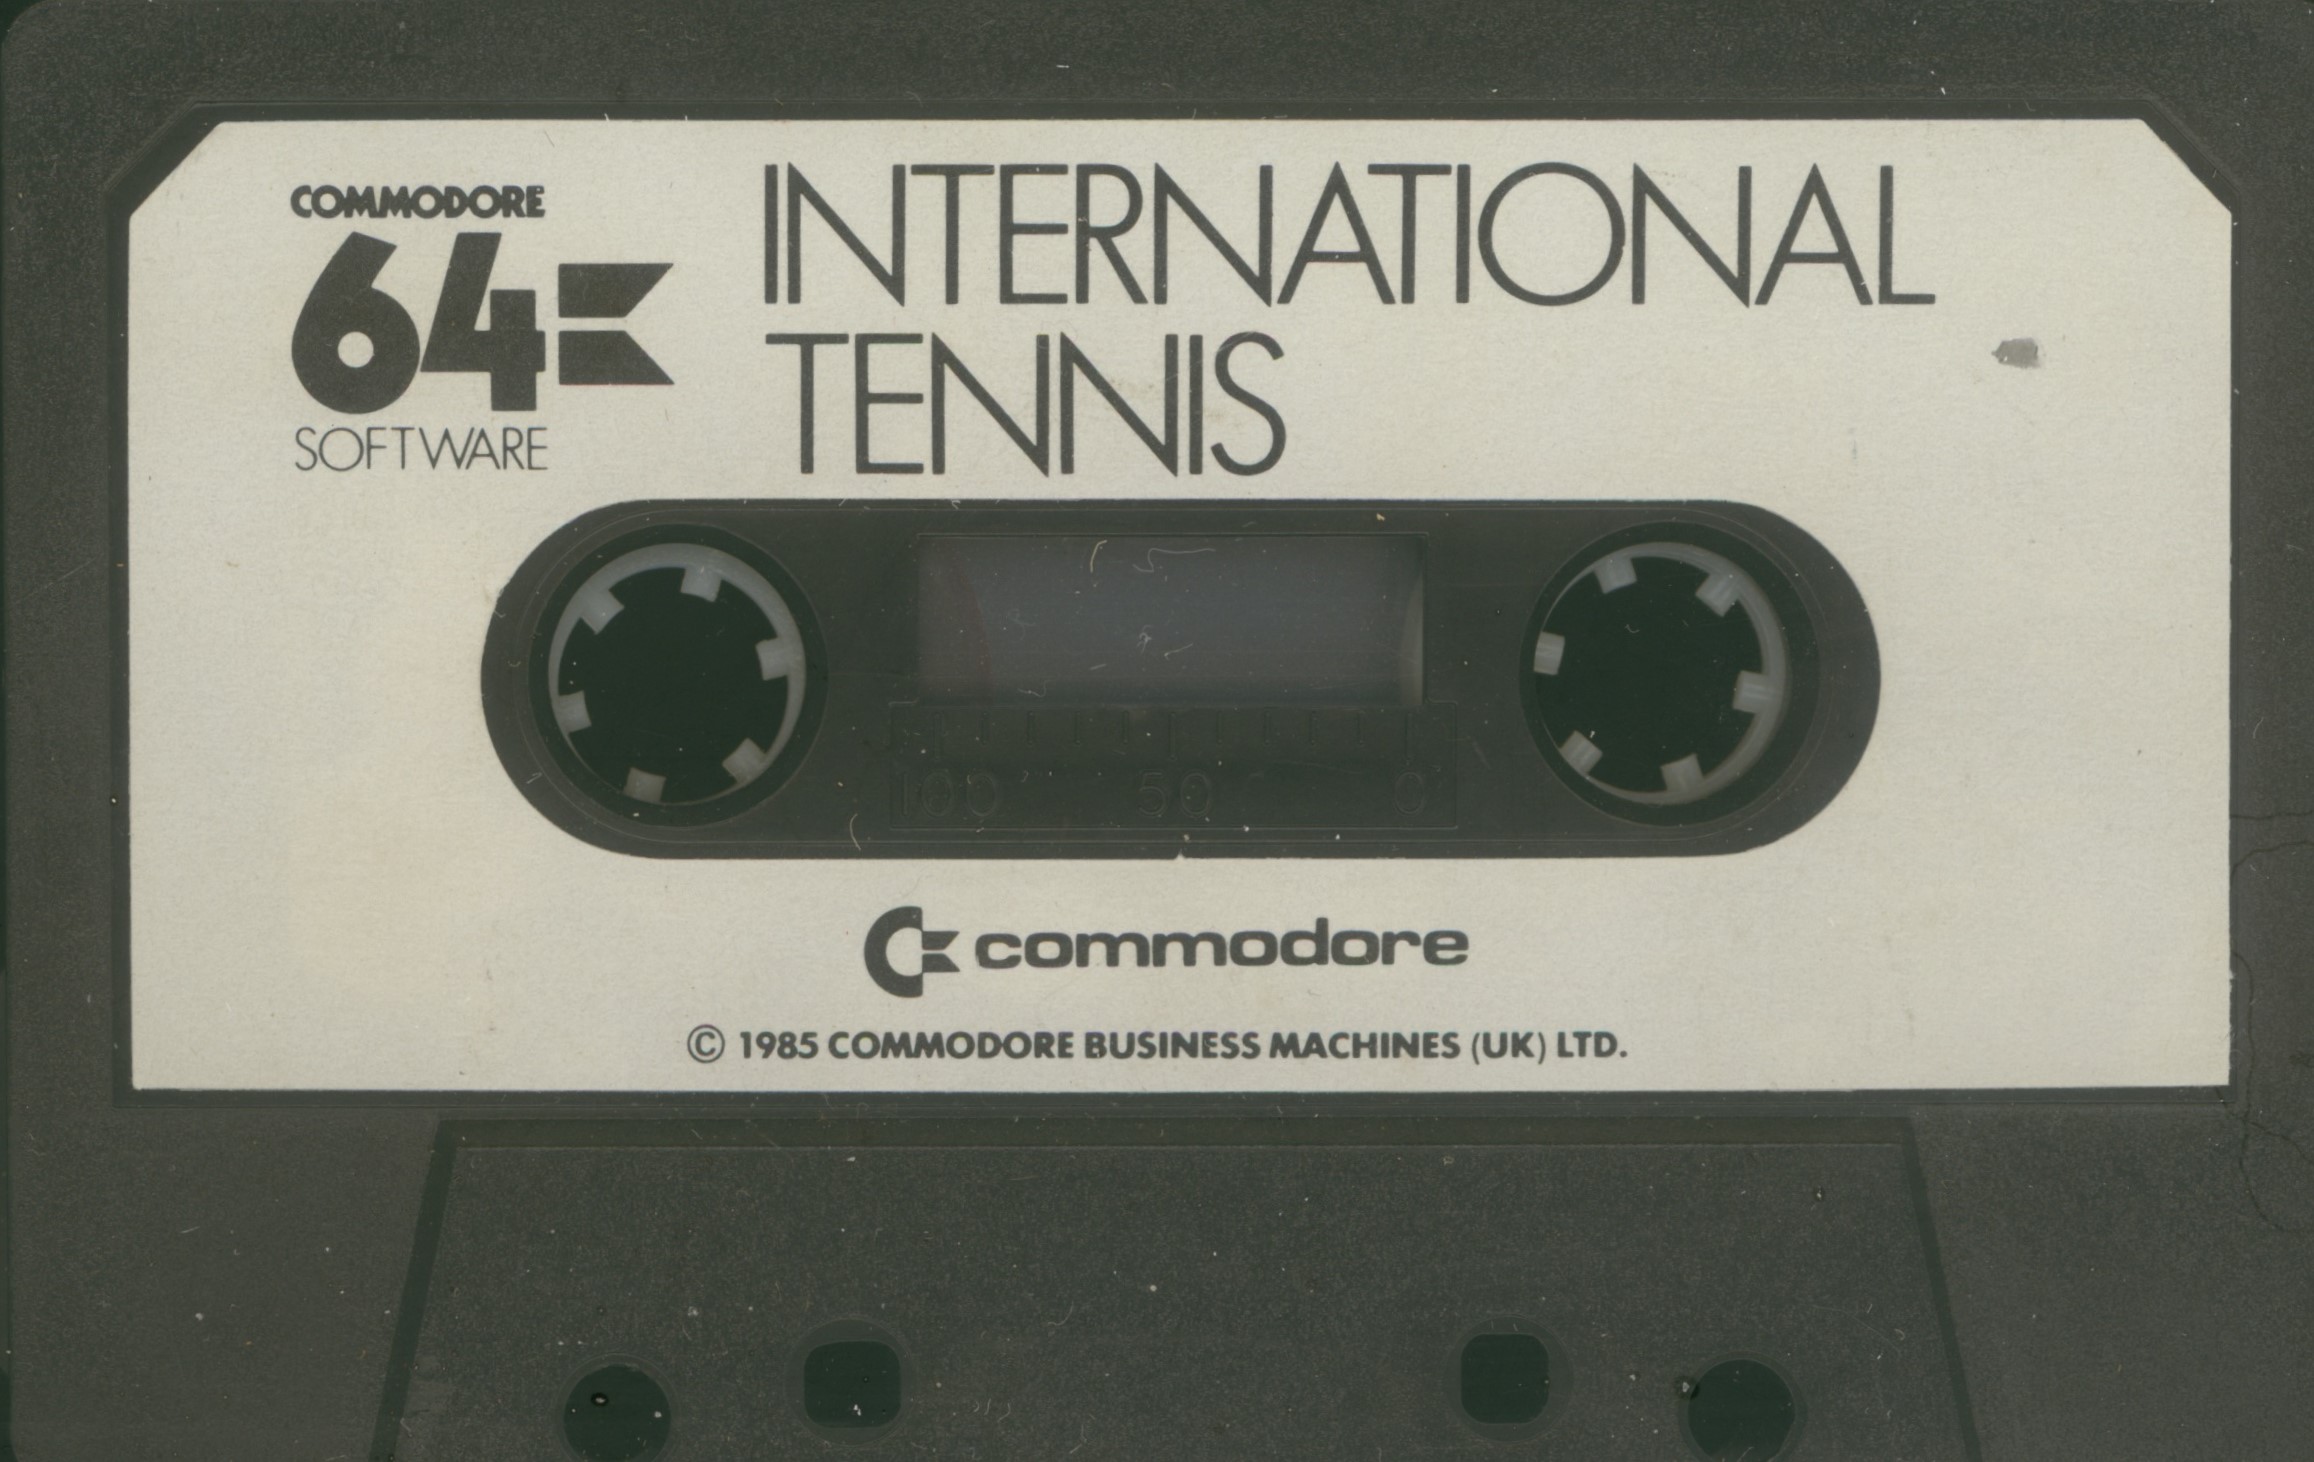 COMMODORE
64
SOFTWARE
INTERNATIONAL
TENNIS
100 50 0
commodore
© 1985 COMMODORE BUSINESS MACHINES (UK) LTD.